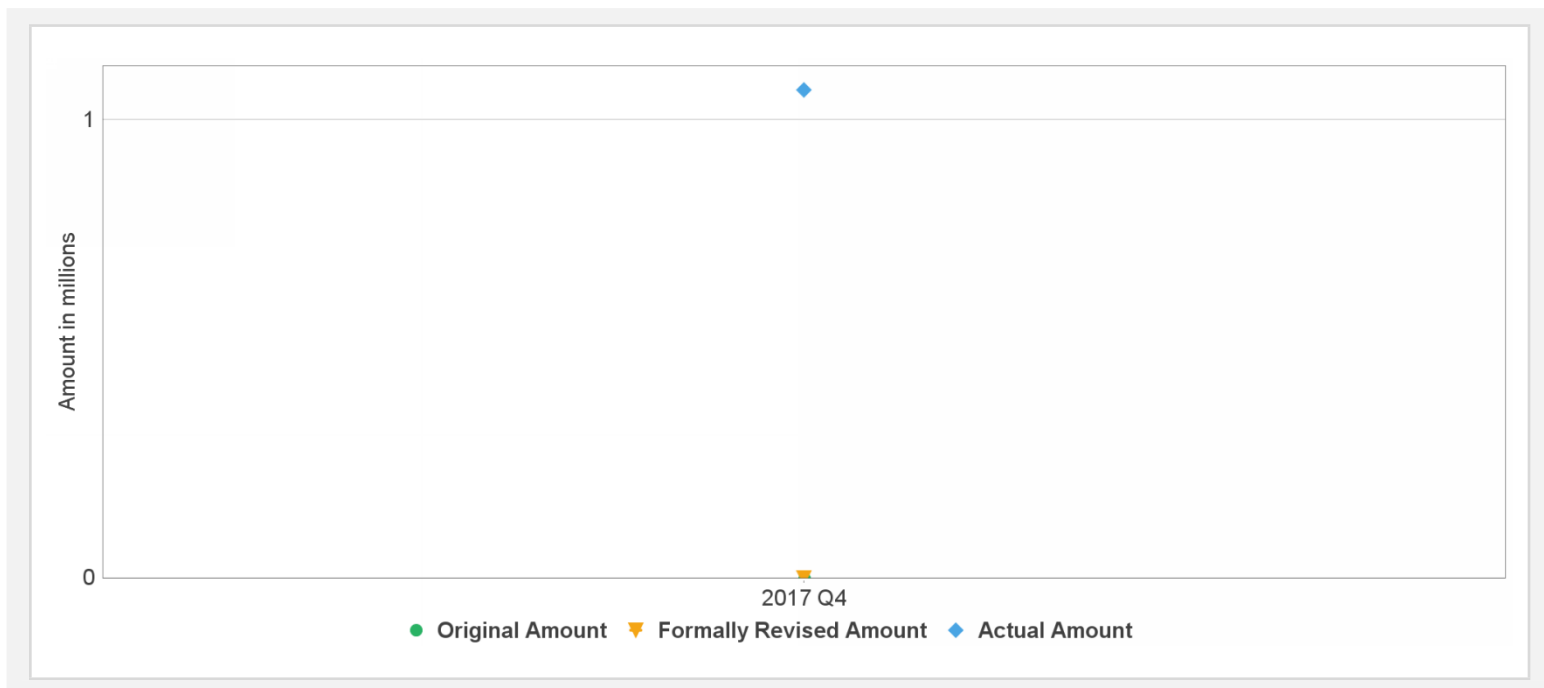 1
Amount in millions
0
2017 Q4
Original Amount Formally Revised Amount Actual Amount